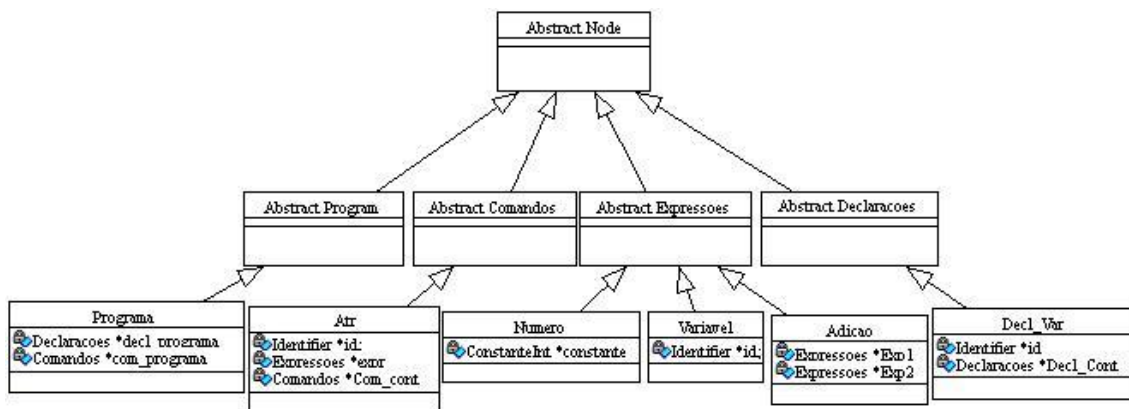 Abstract Node
Abstract Program
Abstract Comandos
Abstract Expressoes
Abstract Declaracoes
Programa
Declaracoes *decl_programa
Comandos *com_programa
Atr
Identifier *id;
Expressoes *expr
Comandos *Com_cont
Numero
ConstanteInt *constante
Variavel
Identifier *id;
Adicao
Expressoes *Exp1
Expressoes *Exp2
Decl_Var
Identifier *id
Declaracoes *Decl_Cont